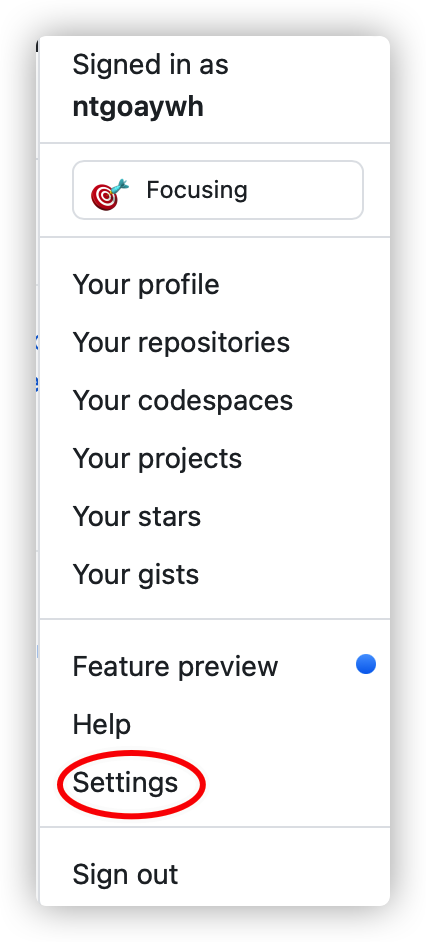 Signed in as
ntgoaywh
Focusing
Your profile
Your repositories
Your codespaces
Your projects
Your stars
Your gists
Feature preview
Help
Settings
Sign out